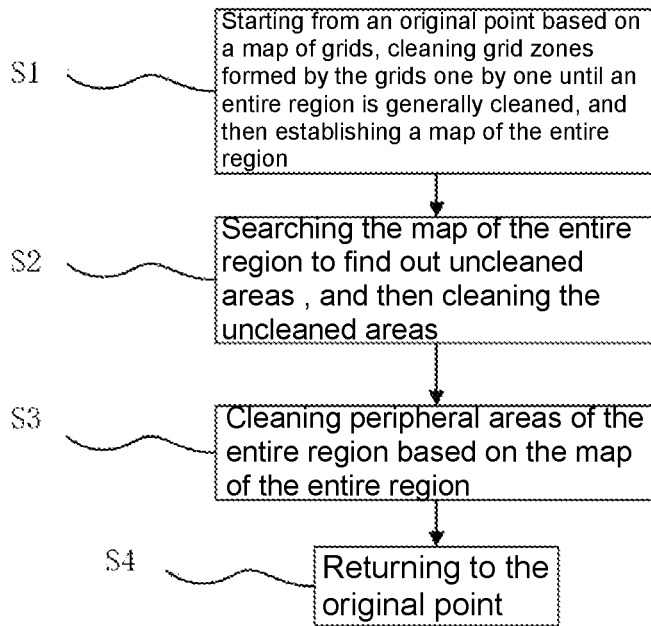 S1
Starting from an original point based on
a map of grids, cleaning grid zones
formed by the grids one by one until an
entire region is generally cleaned, and
then establishing a map of the entire
region
S2
Searching the map of the entire
region to find out uncleaned
areas , and then cleaning the
uncleaned areas
S3
Cleaning peripheral areas of the
entire region based on the map
of the entire region
S4
Returning to the
original point